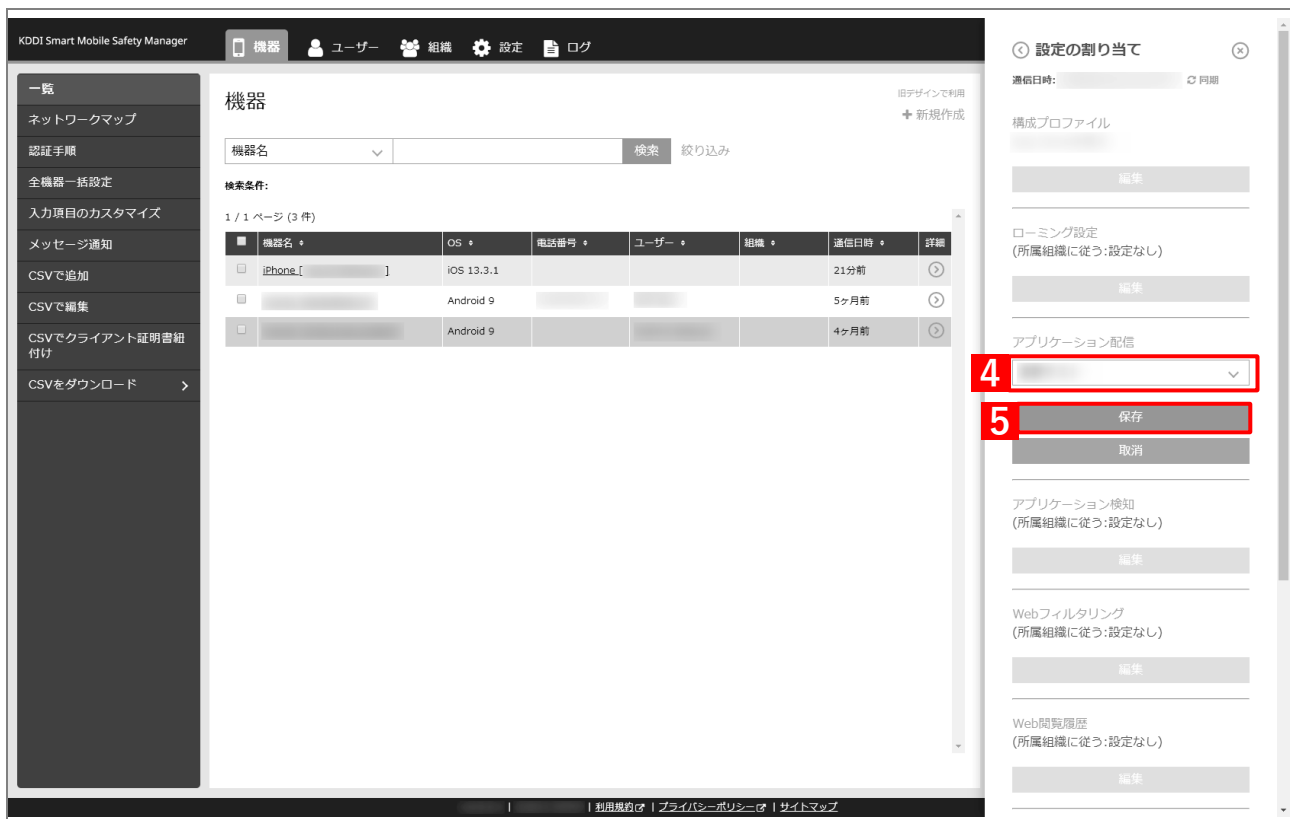 KDDI Smart Mobile Safety Manager
機器
ユーザー
組織
設定
ログ
一覧
ネットワークマップ
認証手順
全機器一括設定
入力項目のカスタマイズ
メッセージ通知
CSVで追加
CSVで編集
CSVでクライアント証明書紐
付け
CSVをダウンロード
機器
旧デザインで利用
+ 新規作成
機器名
検索
絞り込み
検索条件:
1 / 1 ページ (3 件)
機器名 OS 電話番号 ユーザー 組織 通信日時 詳細
iPhone [ ] iOS 13.3.1 21分前
Android 9 5ヶ月前
Android 9 4ヶ月前
設定の割り当て
通信日時: 同期
構成プロファイル
編集
ローミング設定
(所属組織に従う:設定なし)
編集
アプリケーション配信
4
5 保存
取消
アプリケーション検知
(所属組織に従う:設定なし)
編集
Webフィルタリング
(所属組織に従う:設定なし)
編集
Web閲覧履歴
(所属組織に従う:設定なし)
編集
| | 利用規約 | プライバシーポリシー | サイトマップ